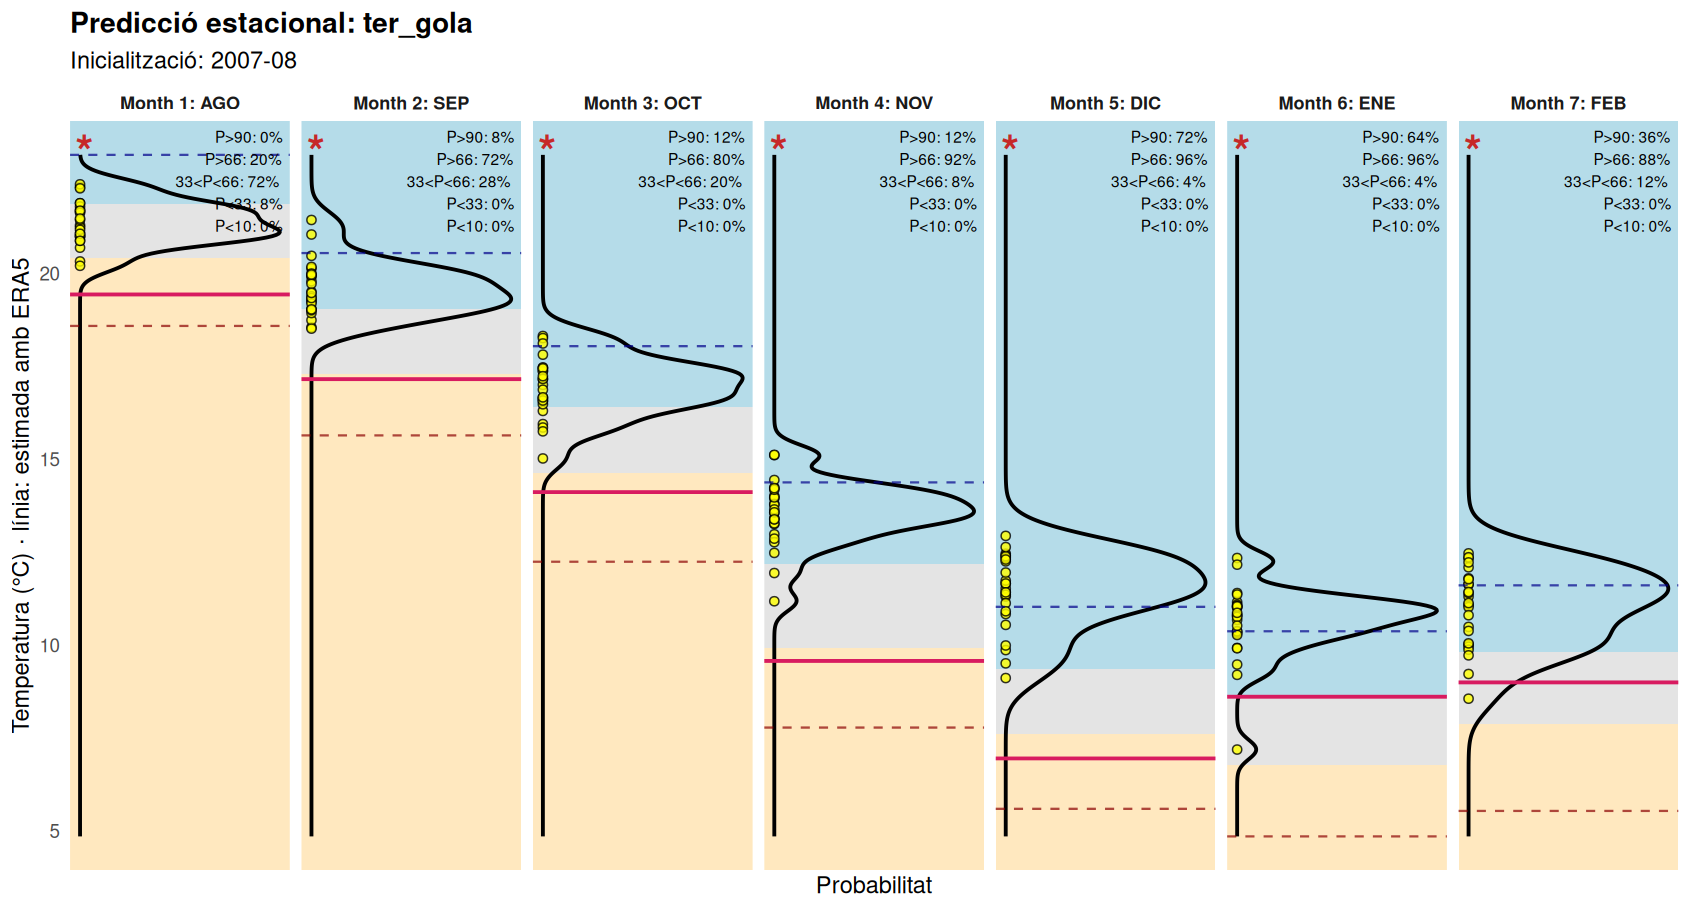 Predicció estacional: ter_gola
Inicialització: 2007-08
Month 1: AGO
Month 2: SEP
Month 3: OCT
Month 4: NOV
Month 5: DIC
Month 6: ENE
Month 7: FEB
*
P>90: 0%
P>66: 20%
33<P<66: 72%
P<33: 8%
P<10: 0%
*
P>90: 8%
P>66: 72%
33<P<66: 28%
P<33: 0%
P<10: 0%
*
P>90: 12%
P>66: 80%
33<P<66: 20%
P<33: 0%
P<10: 0%
*
P>90: 12%
P>66: 92%
33<P<66: 8%
P<33: 0%
P<10: 0%
*
P>90: 72%
P>66: 96%
33<P<66: 4%
P<33: 0%
P<10: 0%
*
P>90: 64%
P>66: 96%
33<P<66: 4%
P<33: 0%
P<10: 0%
*
P>90: 36%
P>66: 88%
33<P<66: 12%
P<33: 0%
P<10: 0%
Temperatura (°C) · línia: estimada amb ERA5
20
15
10
5
Probabilitat